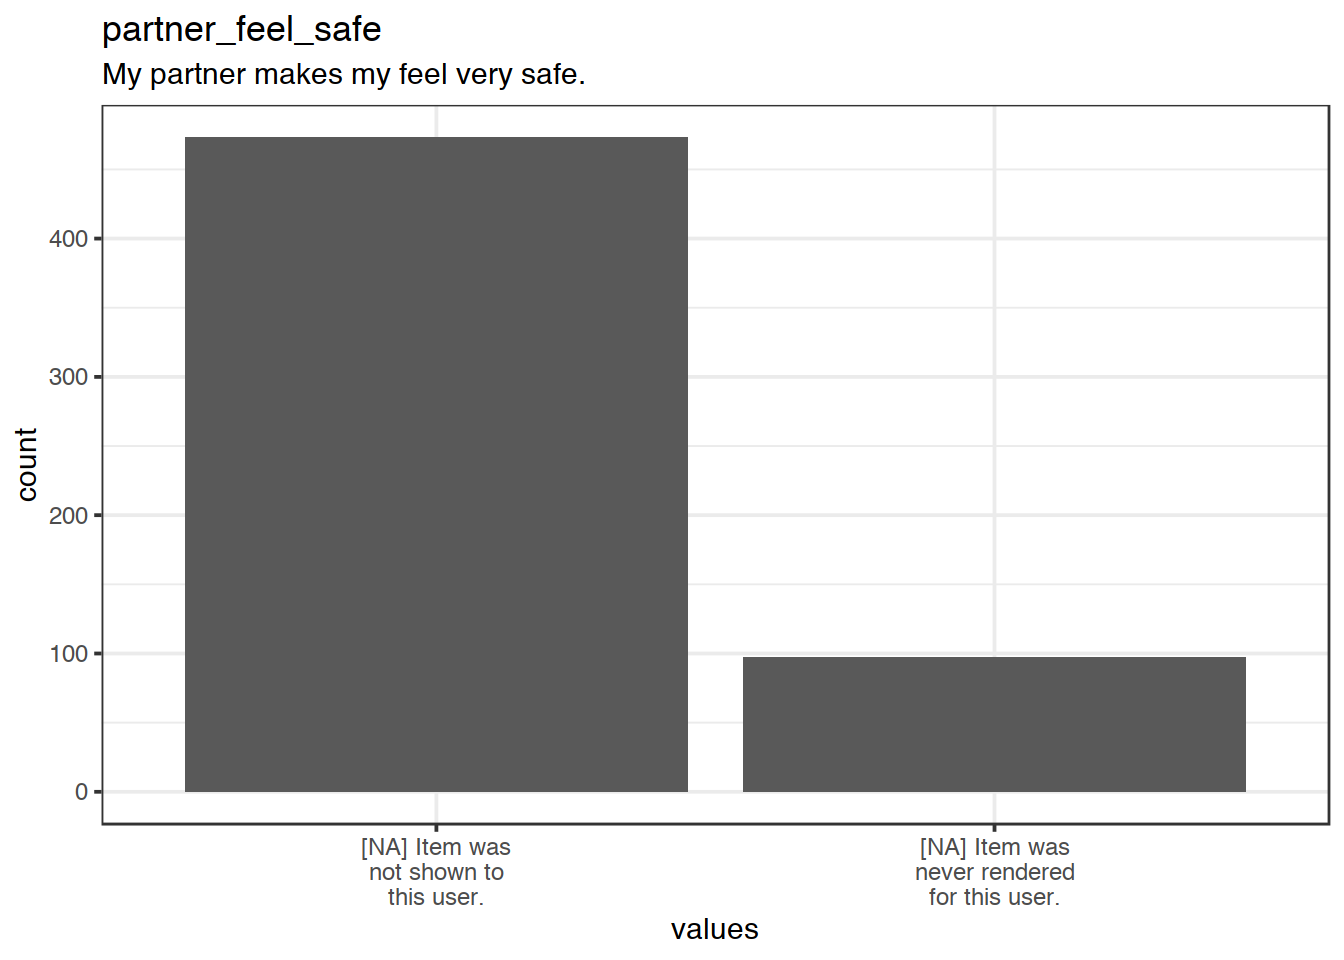 partner_feel_safe
My partner makes my feel very safe.
count
400
300
200
100
0
[NA] Item was
not shown to
this user.
[NA] Item was
never rendered
for this user.
values